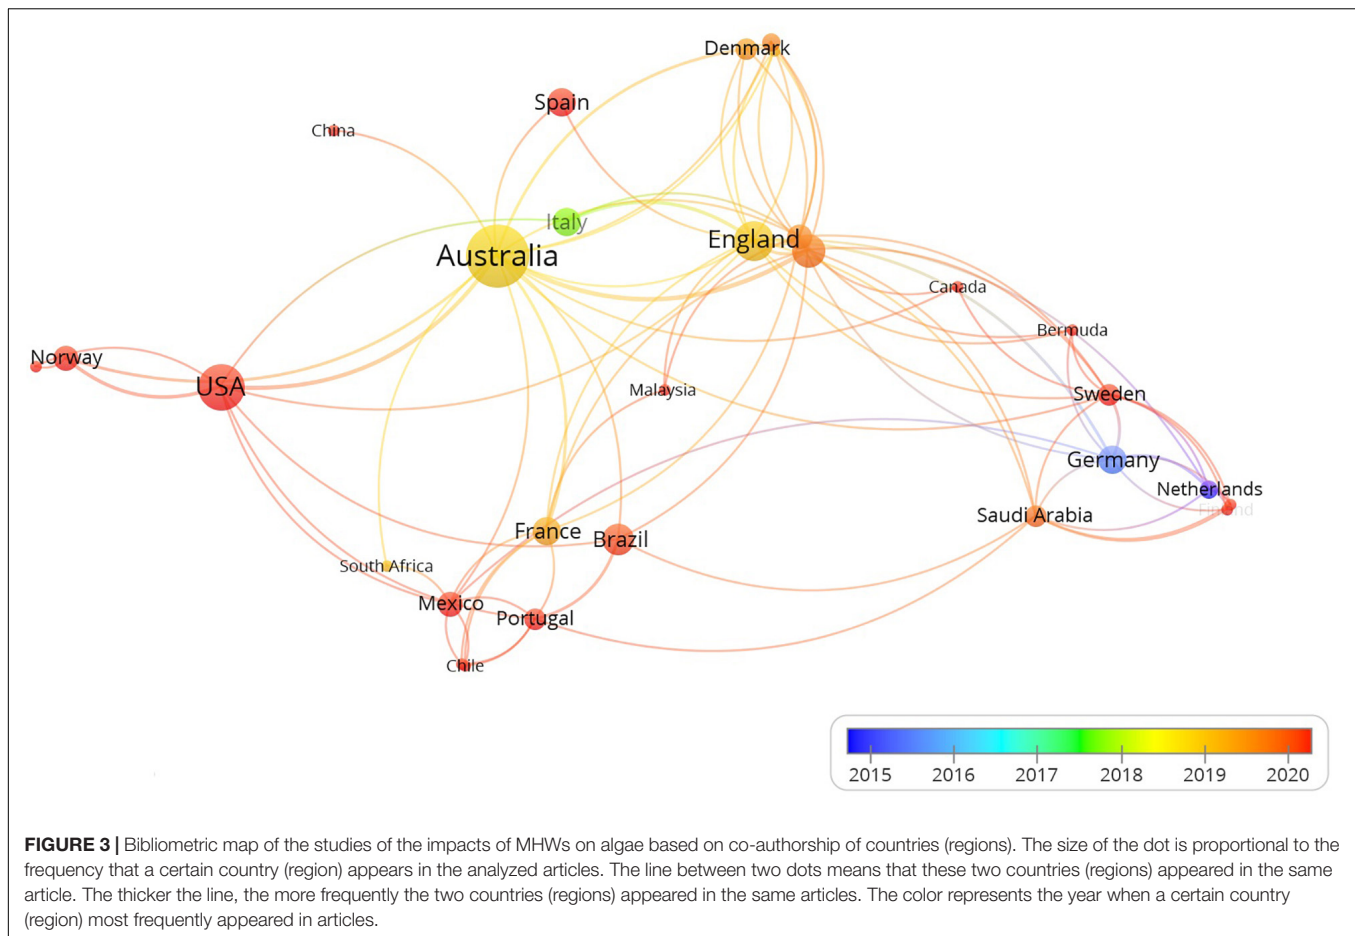 Denmark
Spain
China
Italy
Australia
England
Canada
Bermuda
Norway
USA
Malaysia
Sweden
Germany
Netherlands
Finland
Saudi Arabia
France
Brazil
South Africa
Mexico
Portugal
Chile
2015 2016 2017 2018 2019 2020
FIGURE 3 | Bibliometric map of the studies of the impacts of MHWs on algae based on co-authorship of countries (regions). The size of the dot is proportional to the
frequency that a certain country (region) appears in the analyzed articles. The line between two dots means that these two countries (regions) appeared in the same
article. The thicker the line, the more frequently the two countries (regions) appeared in the same articles. The color represents the year when a certain country
(region) most frequently appeared in articles.